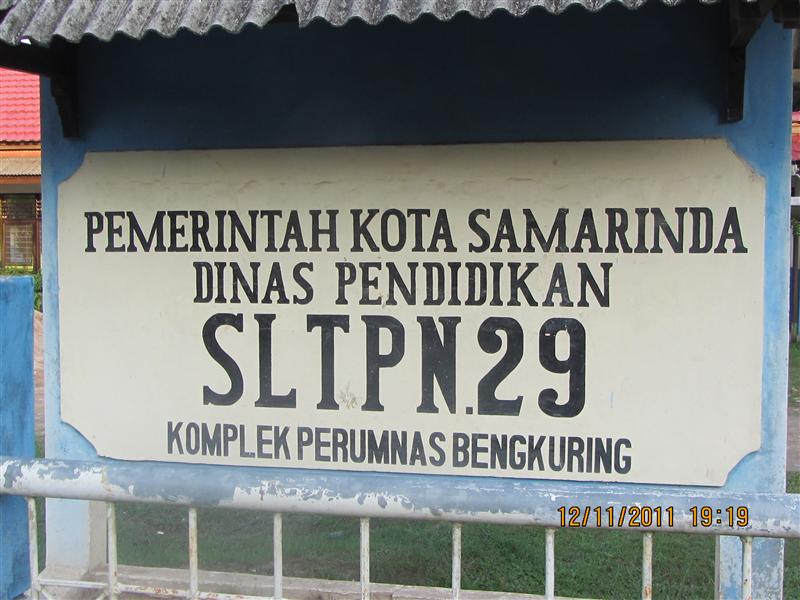 PEMERINTAH KOTA SAMARINDA
DINAS PENDIDIKAN
SLTPN.29
KOMPLEK PERUMNAS BENGKURING
12/11/2011 19:19